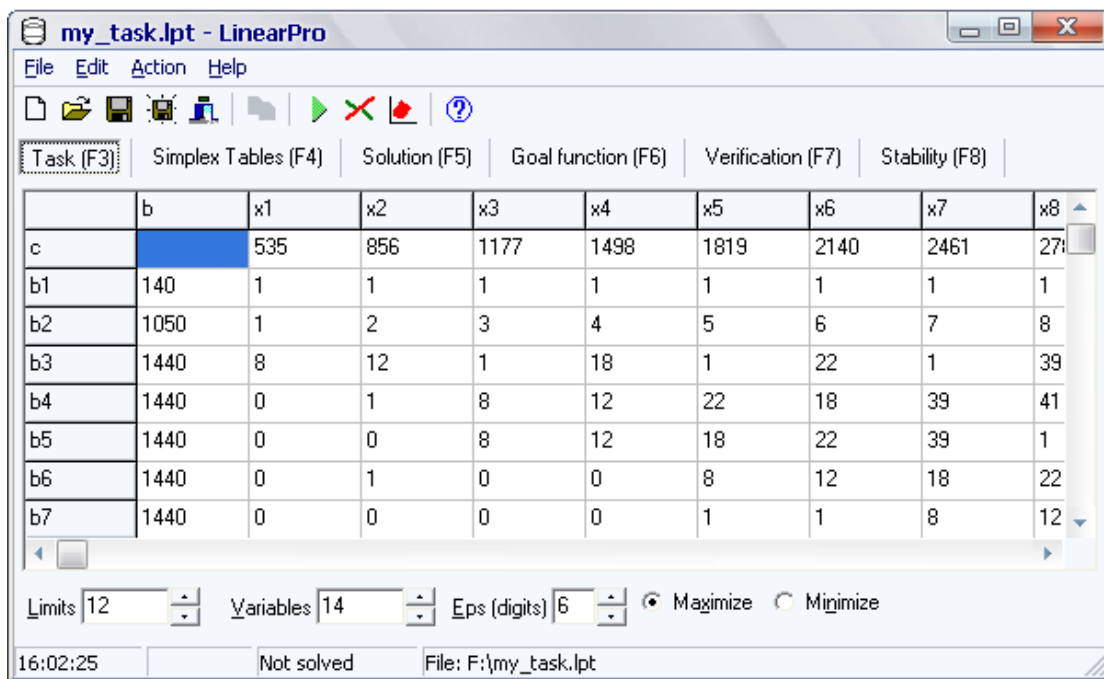 my_task.lpt - LinearPro
File Edit Action Help
Task (F3) Simplex Tables (F4) Solution (F5) Goal function (F6) Verification (F7) Stability (F8)
b x1 x2 x3 x4 x5 x6 x7 x8
c 535 856 1177 1498 1819 2140 2461
b1 140 1 1 1 1 1 1 1 1
b2 1050 1 2 3 4 5 6 7 8
b3 1440 8 12 1 18 1 22 1 39
b4 1440 0 1 8 12 22 18 39 41
b5 1440 0 0 8 12 18 22 39 1
b6 1440 0 1 0 0 8 12 18 22
b7 1440 0 0 0 0 1 1 8 12
Limits 12 Variables 14 Eps (digits) 6 Maximize Minimize
16:02:25 Not solved File: F:\my_task.lpt